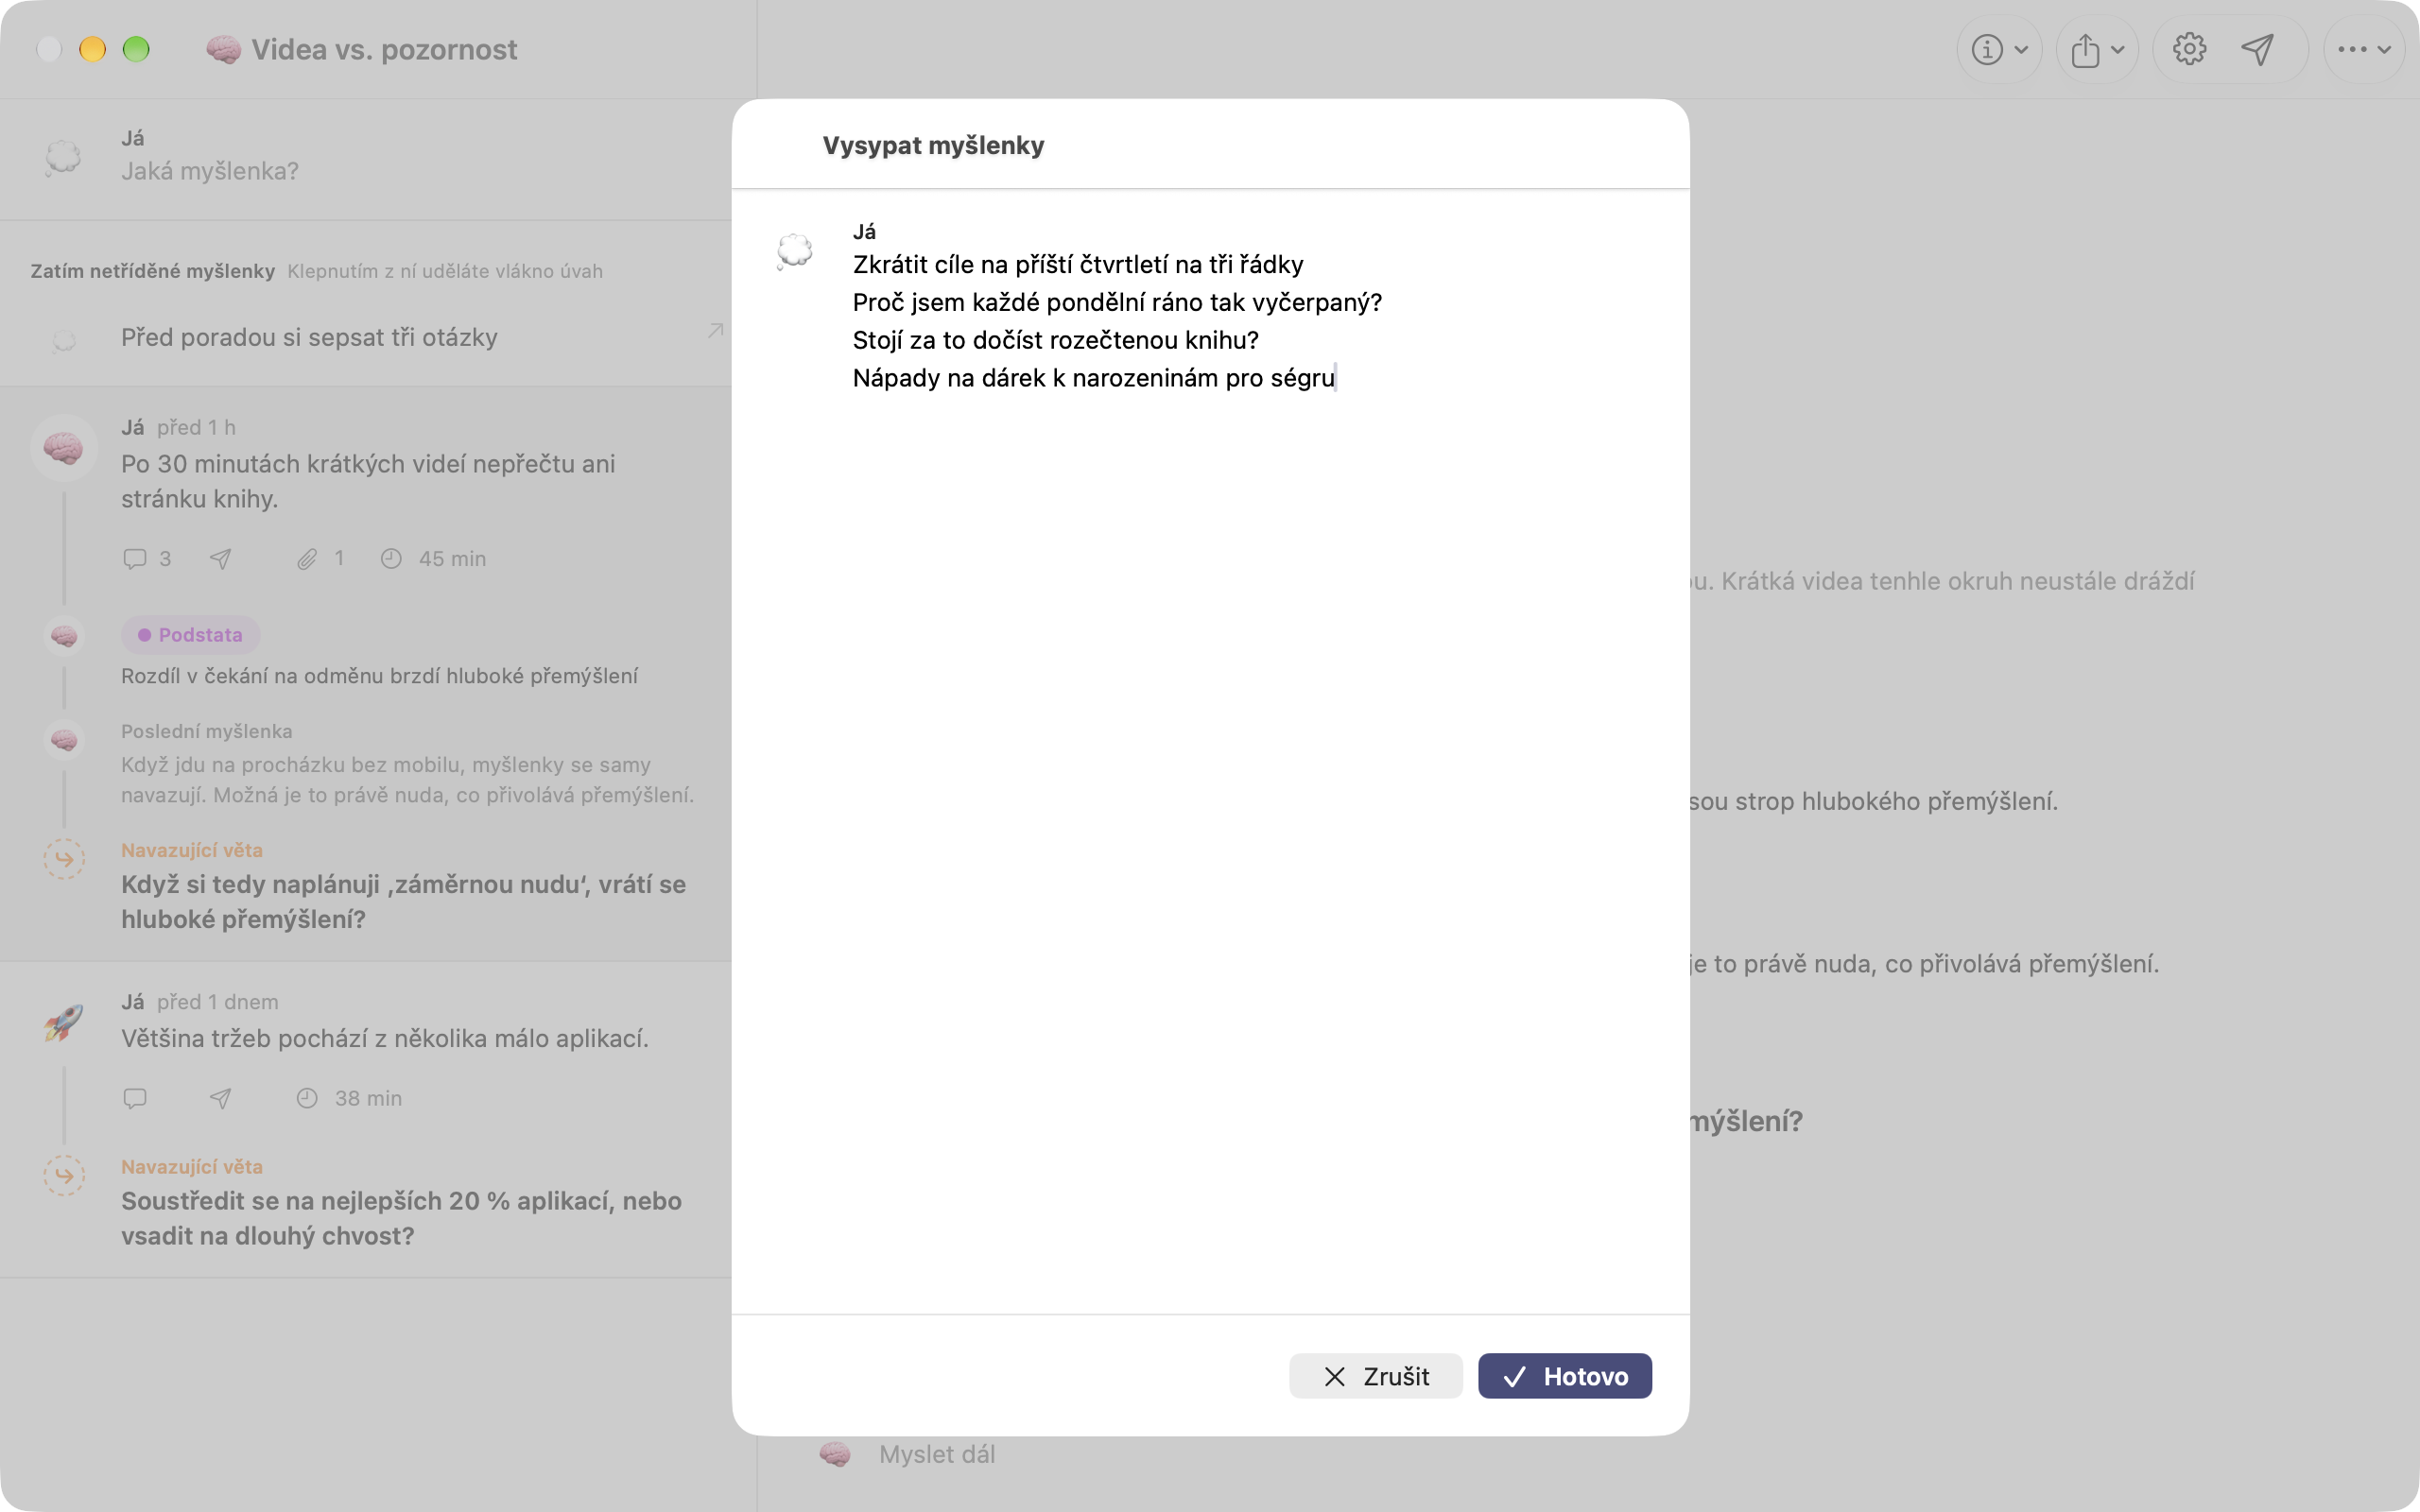 Videa vs. pozornost
Já
Jaká myšlenka?
Zatím netříděné myšlenky Klepnutím z ní uděláte vlákno úvah
Před poradou si sepsat tři otázky
Já před 1 h
Po 30 minutách krátkých videí nepřečtu ani
stránku knihy.
3 1 45 min
Podstata
Rozdíl v čekání na odměnu brzdí hluboké přemýšlení
Poslední myšlenka
Když jdu na procházku bez mobilu, myšlenky se samy
navazují. Možná je to právě nuda, co přivolává přemýšlení.
Navazující věta
Když si tedy naplánuji ‚záměrnou nudu‘, vrátí se
hluboké přemýšlení?
Já před 1 dnem
Většina tržeb pochází z několika málo aplikací.
38 min
Navazující věta
Soustředit se na nejlepších 20 % aplikací, nebo
vsadit na dlouhý chvost?
Vysypat myšlenky
Já
Zkrátit cíle na příští čtvrtletí na tři řádky
Proč jsem každé pondělní ráno tak vyčerpaný?
Stojí za to dočíst rozečtenou knihu?
Nápady na dárek k narozeninám pro ségru
Zrušit Hotovo
Krátká videa tenhle okruh neustále dráždí
strop hlubokého přemýšlení.
je to právě nuda, co přivolává přemýšlení.
Myslet dál